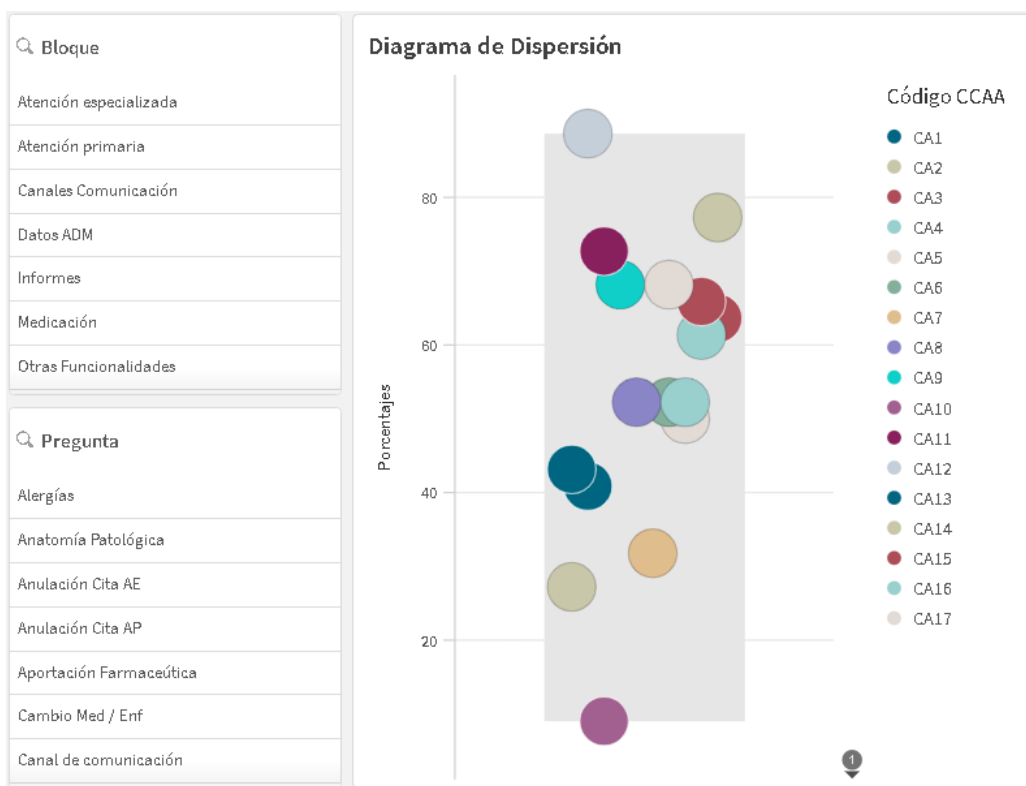 Bloque
Atención especializada
Atención primaria
Canales Comunicación
Datos ADM
Informes
Medicación
Otras Funcionalidades
Pregunta
Alergías
Anatomía Patológica
Anulación Cita AE
Anulación Cita AP
Aportación Farmaceútica
Cambio Med / Enf
Canal de comunicación
Diagrama de Dispersión
Porcentajes
80
60
40
20
1
Código CCAA
CA1
CA2
CA3
CA4
CA5
CA6
CA7
CA8
CA9
CA10
CA11
CA12
CA13
CA14
CA15
CA16
CA17